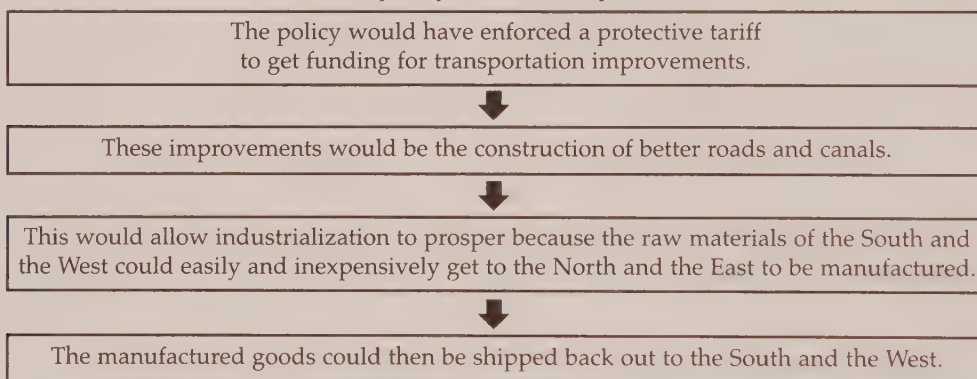 The policy would have enforced a protective tariff
to get funding for transportation improvements.
These improvements would be the construction of better roads and canals.
This would allow industrialization to prosper because the raw materials of the South and
the West could easily and inexpensively get to the North and the East to be manufactured.
The manufactured goods could then be shipped back out to the South and the West.